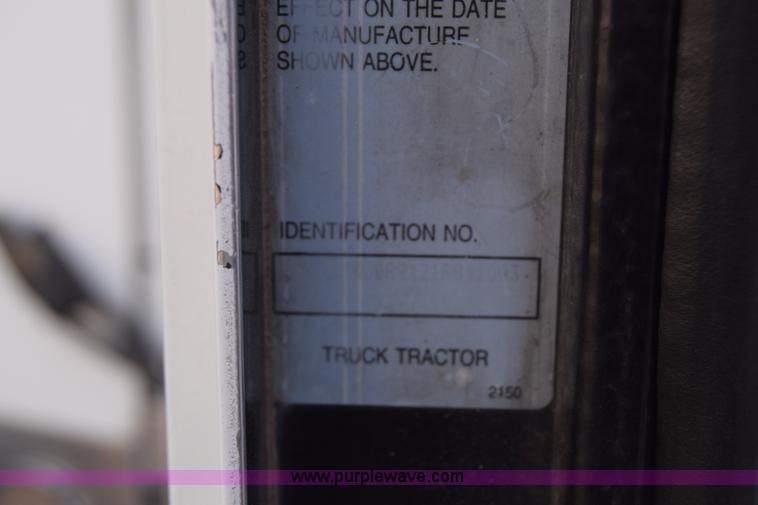 EFFECT ON THE DATE
OF MANUFACTURE
SHOWN ABOVE.
IDENTIFICATION NO.
TRUCK TRACTOR
2150
www.purplewave.com